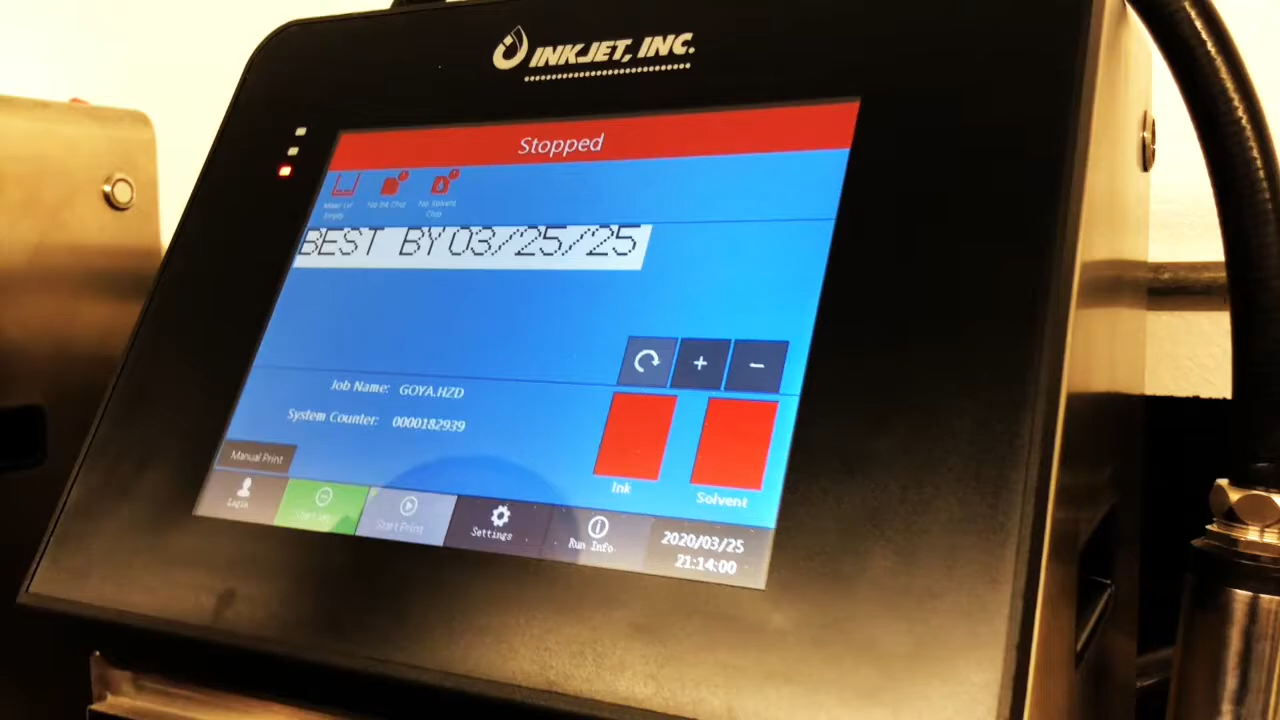 INKJET, INC.
Stopped
Mixer Lvl Empty
No Ink Chip
No Solvent Chip
BEST BY 03/25/25
+
-
Job Name: GOYA.HZD
System Counter: 0000182939
Manual Print
Ink
Solvent
Login
Start Print
Settings
Run Info
2020/03/25
21:14:00